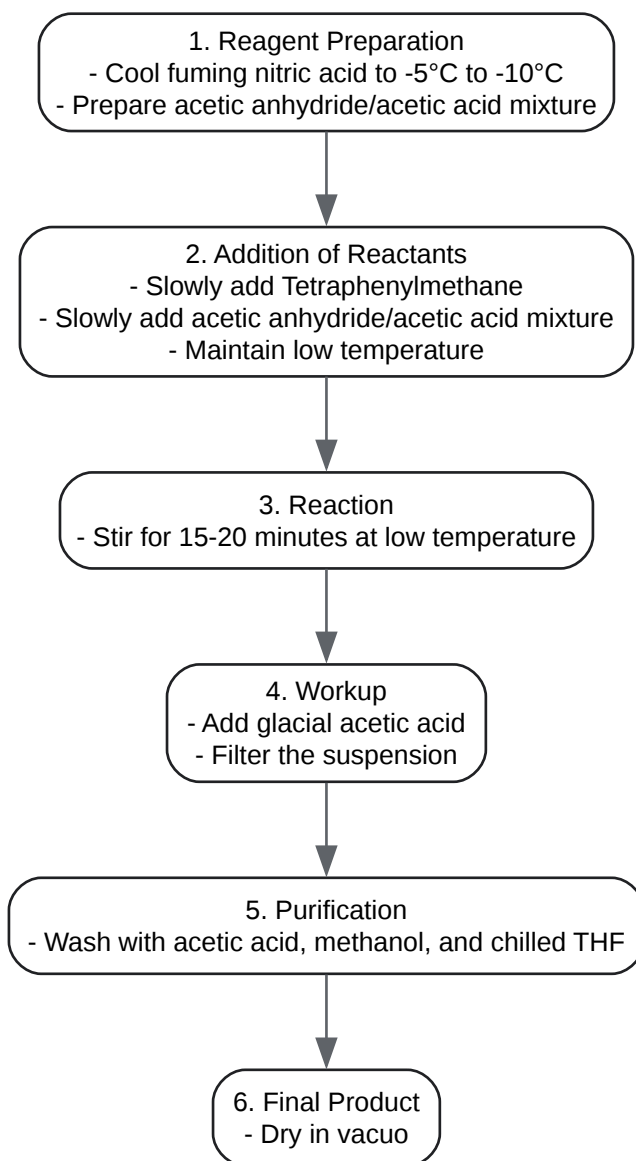 1. Reagent Preparation
- Cool fuming nitric acid to -5°C to -10°C
- Prepare acetic anhydride/acetic acid mixture
2. Addition of Reactants
- Slowly add Tetraphenylmethane
- Slowly add acetic anhydride/acetic acid mixture
- Maintain low temperature
3. Reaction
- Stir for 15-20 minutes at low temperature
4. Workup
- Add glacial acetic acid
- Filter the suspension
5. Purification
- Wash with acetic acid, methanol, and chilled THF
6. Final Product
- Dry in vacuo